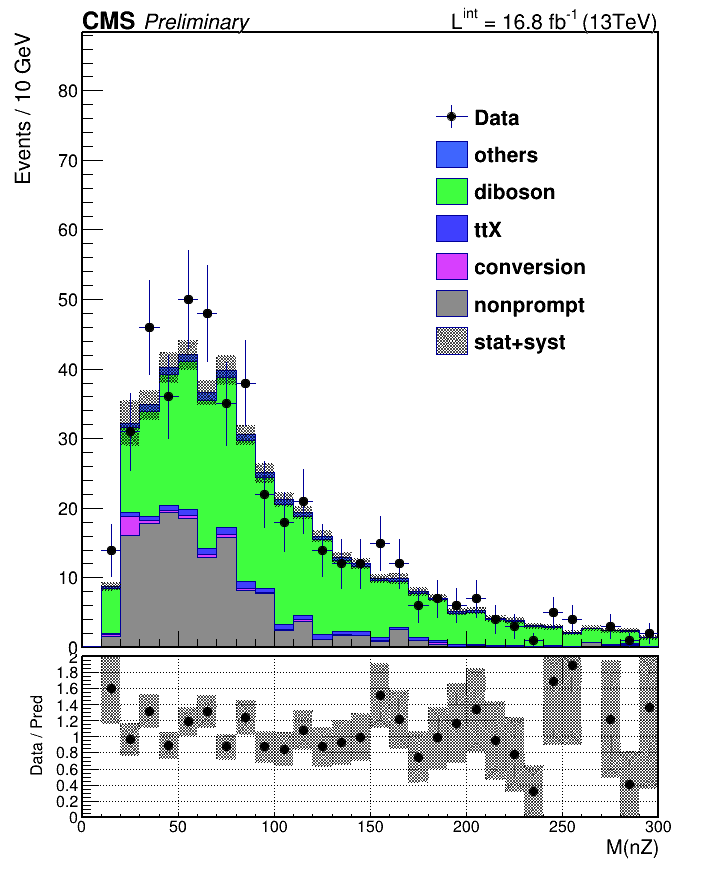 CMS Preliminary
L^int = 16.8 fb^-1 (13TeV)
Events / 10 GeV
80
70
60
50
40
30
20
10
0
Data
others
diboson
ttX
conversion
nonprompt
stat+syst
Data / Pred
2
1.8
1.6
1.4
1.2
1
0.8
0.6
0.4
0.2
0
0 50 100 150 200 250 300
M(nZ)